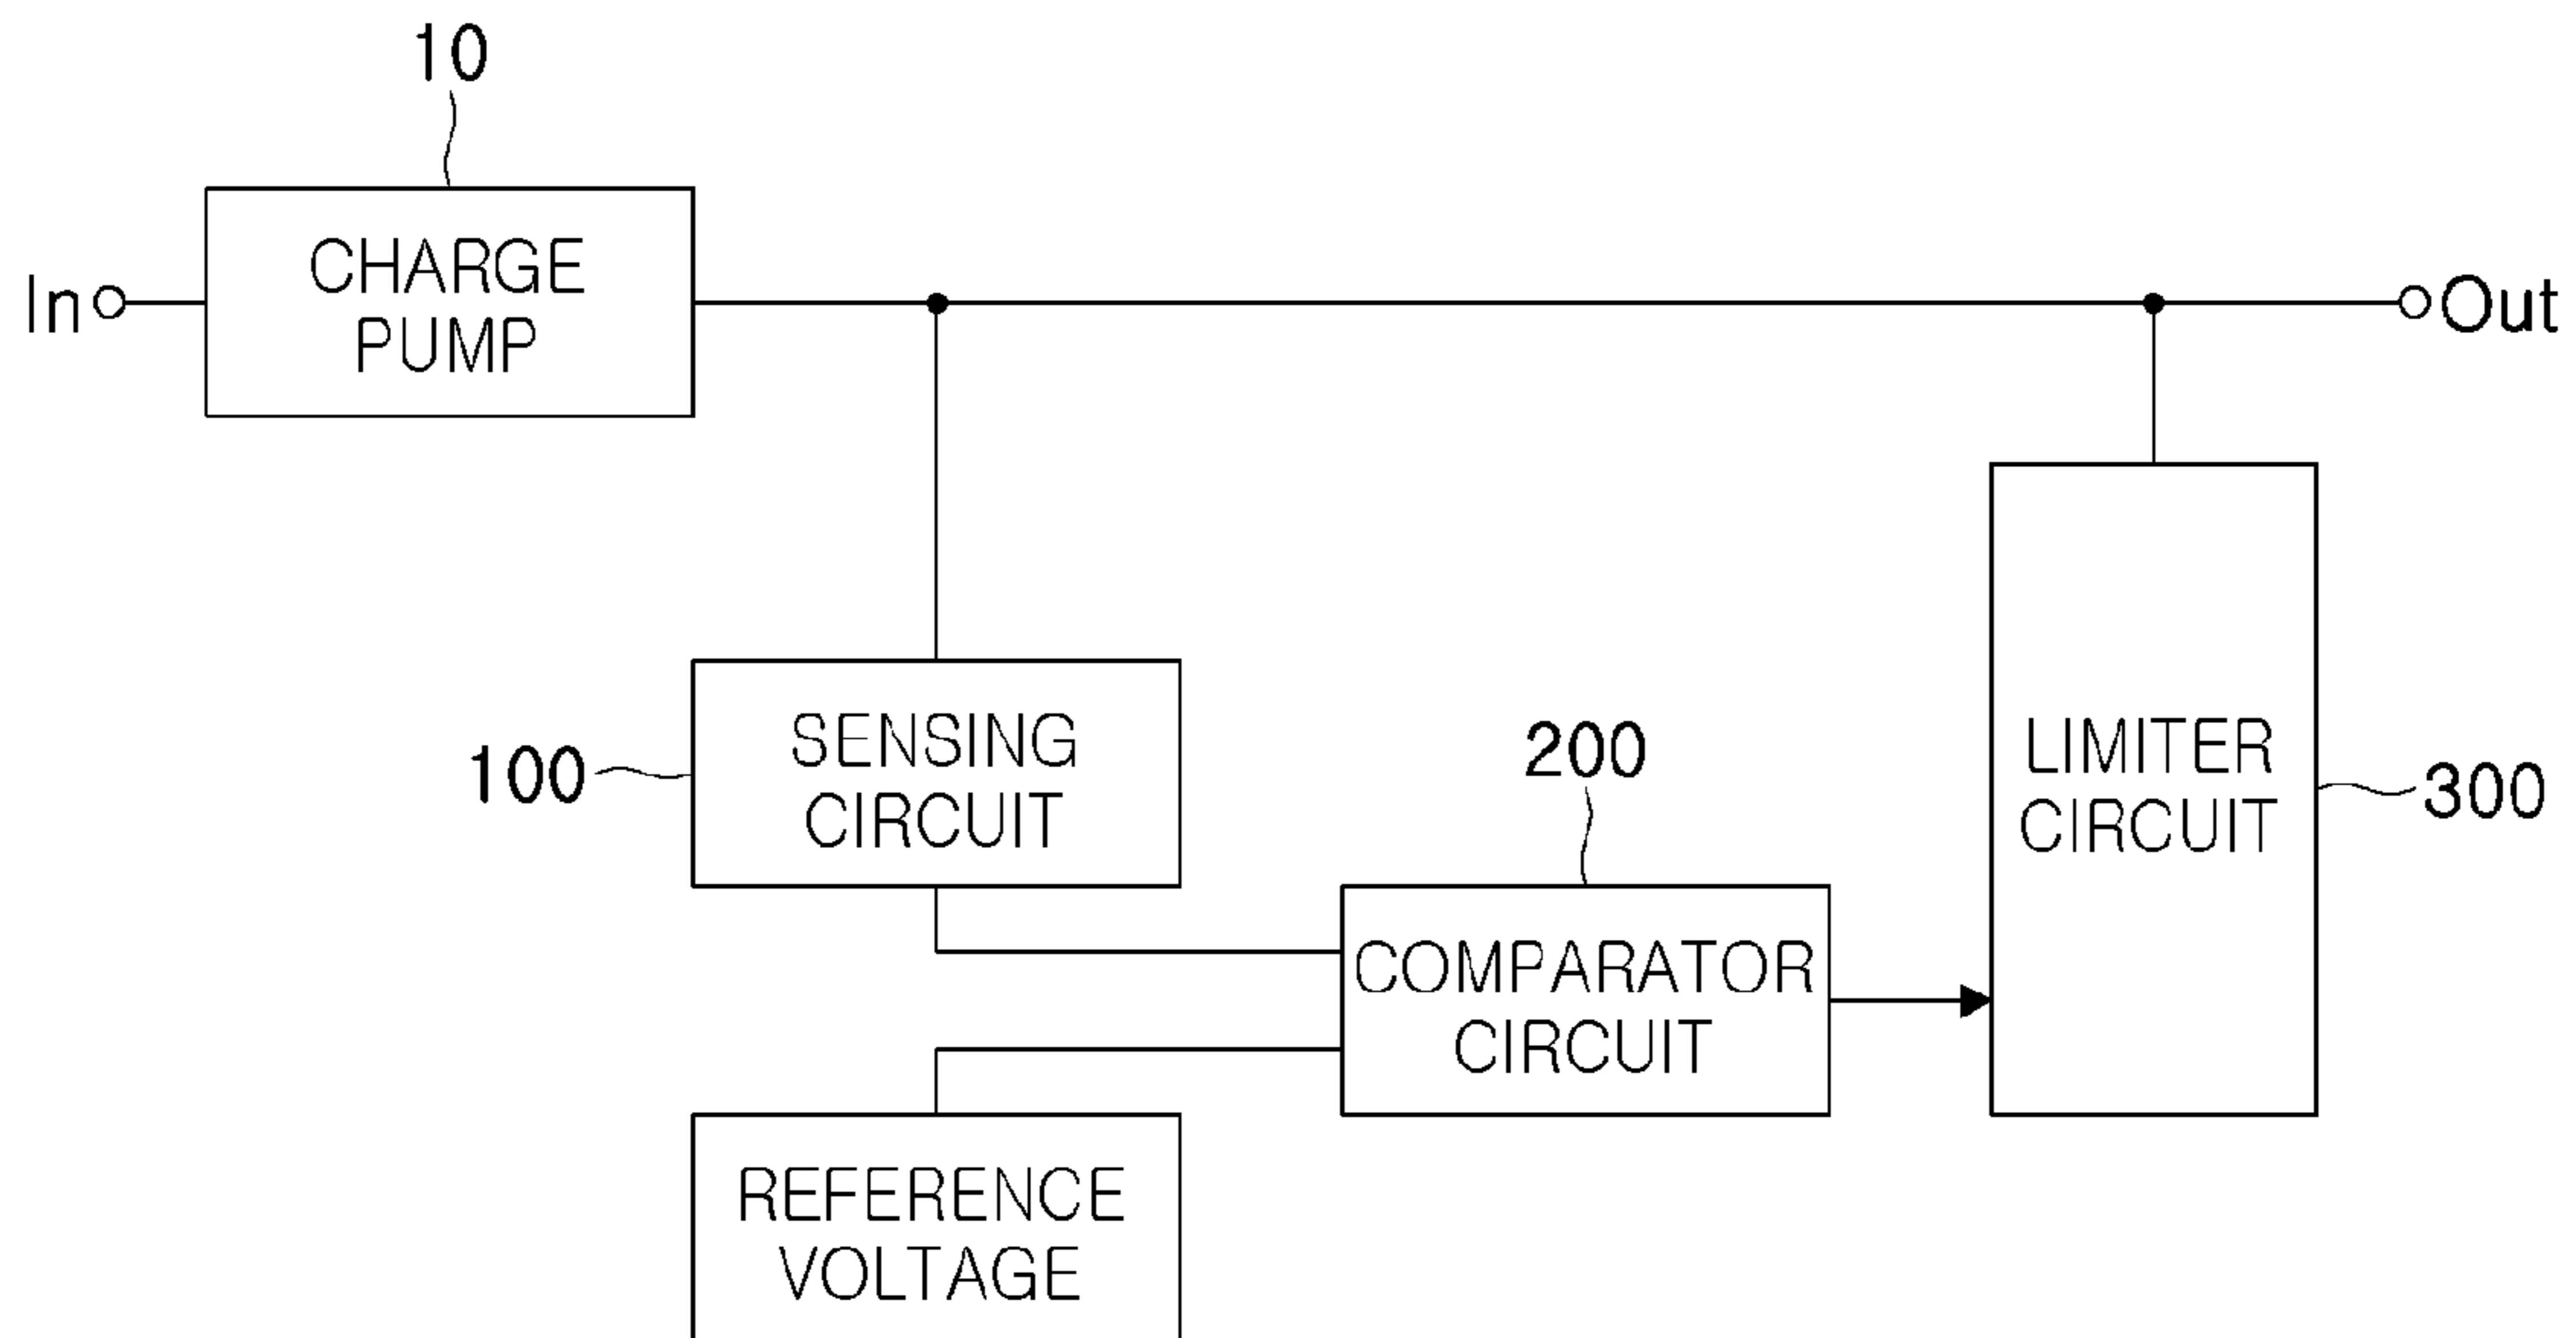 10
CHARGE
PUMP
In
Out
SENSING
CIRCUIT
100
200
LIMITER
CIRCUIT
300
COMPARATOR
CIRCUIT
REFERENCE
VOLTAGE